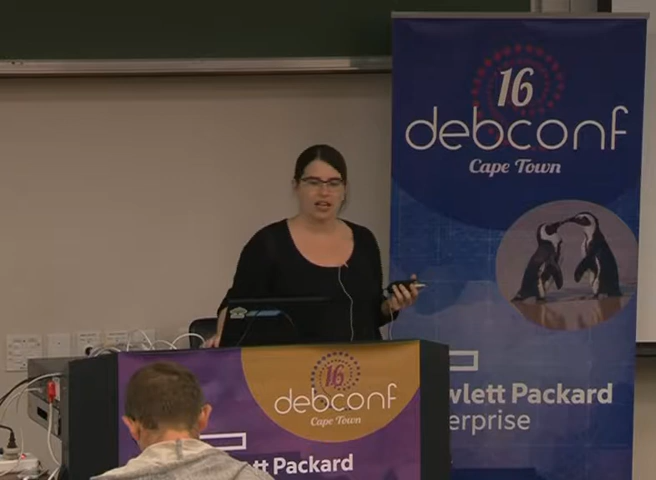 16
debconf
Cape Town
wlett Packard
erprise
16
debconf
Cape Town
tt Packard